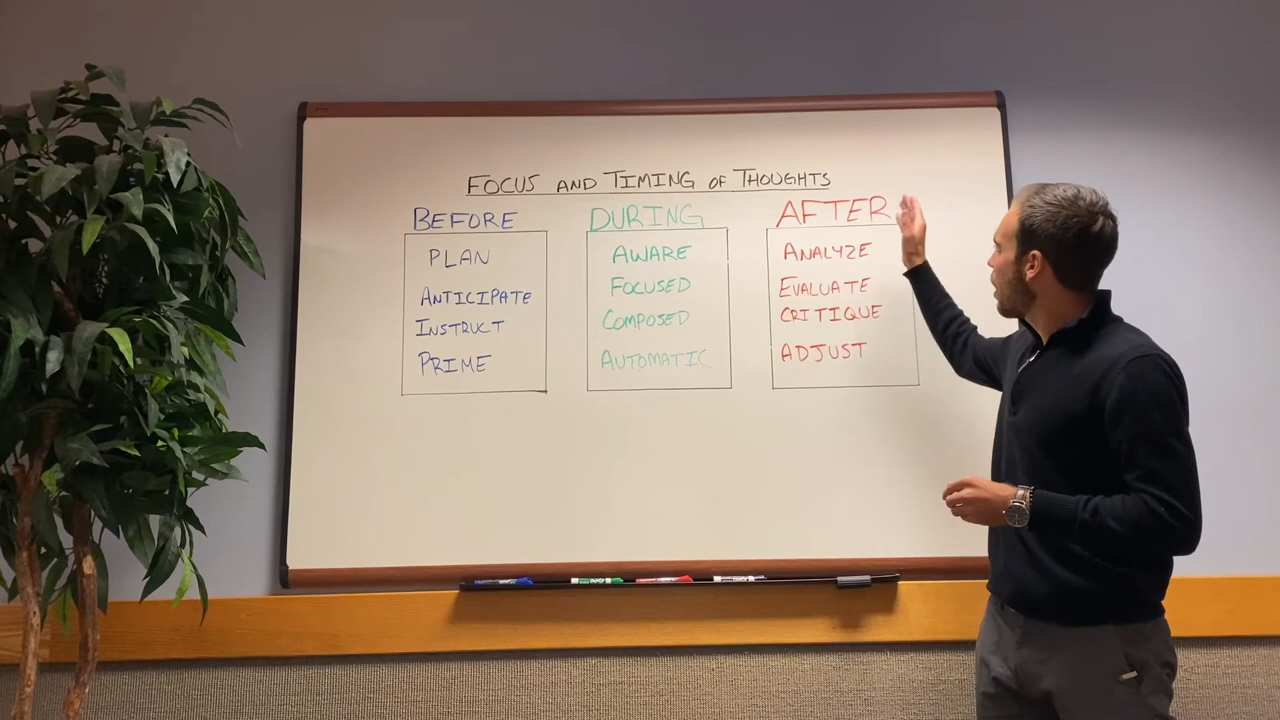 FOCUS AND TIMING OF THOUGHTS
BEFORE
PLAN
ANTICIPATE
INSTRUCT
PRIME
DURING
AWARE
FOCUSED
COMPOSED
AUTOMATIC
AFTER
ANALYZE
EVALUATE
CRITIQUE
ADJUST